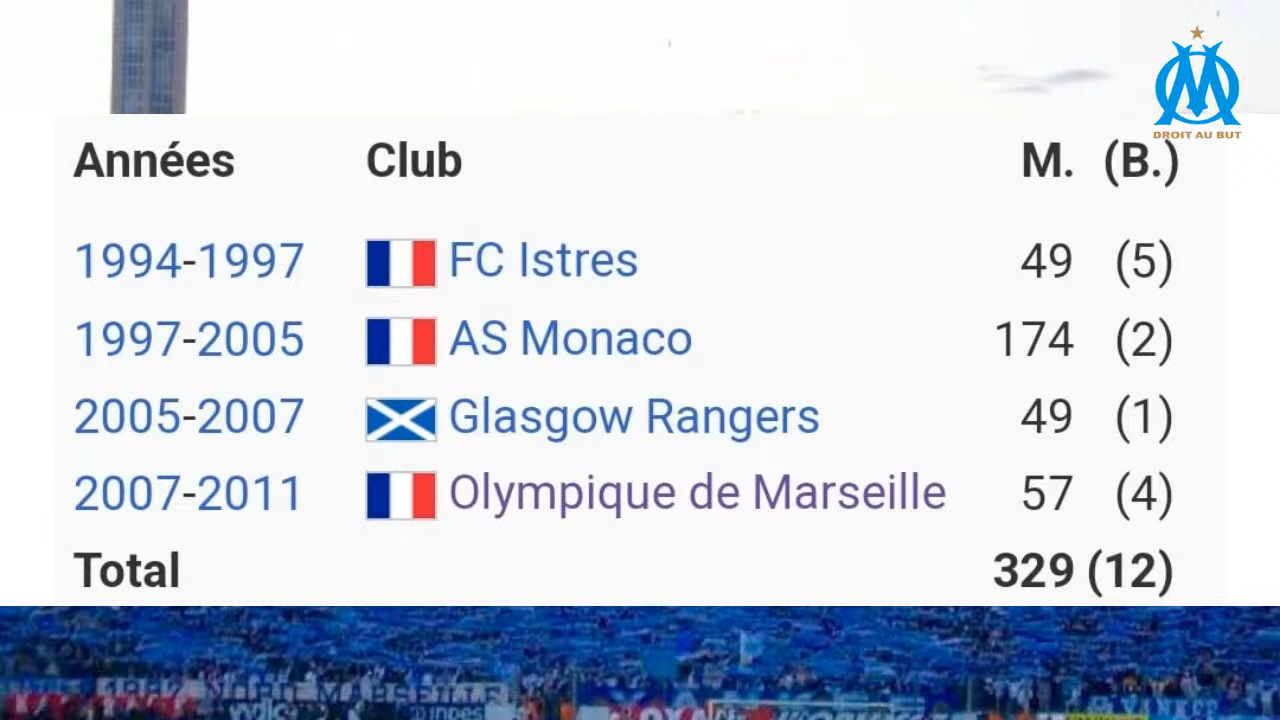 DROIT AU BUT
Années Club M. (B.)
1994-1997 FC Istres 49 (5)
1997-2005 AS Monaco 174 (2)
2005-2007 Glasgow Rangers 49 (1)
2007-2011 Olympique de Marseille 57 (4)
Total 329 (12)
MARSEILLE